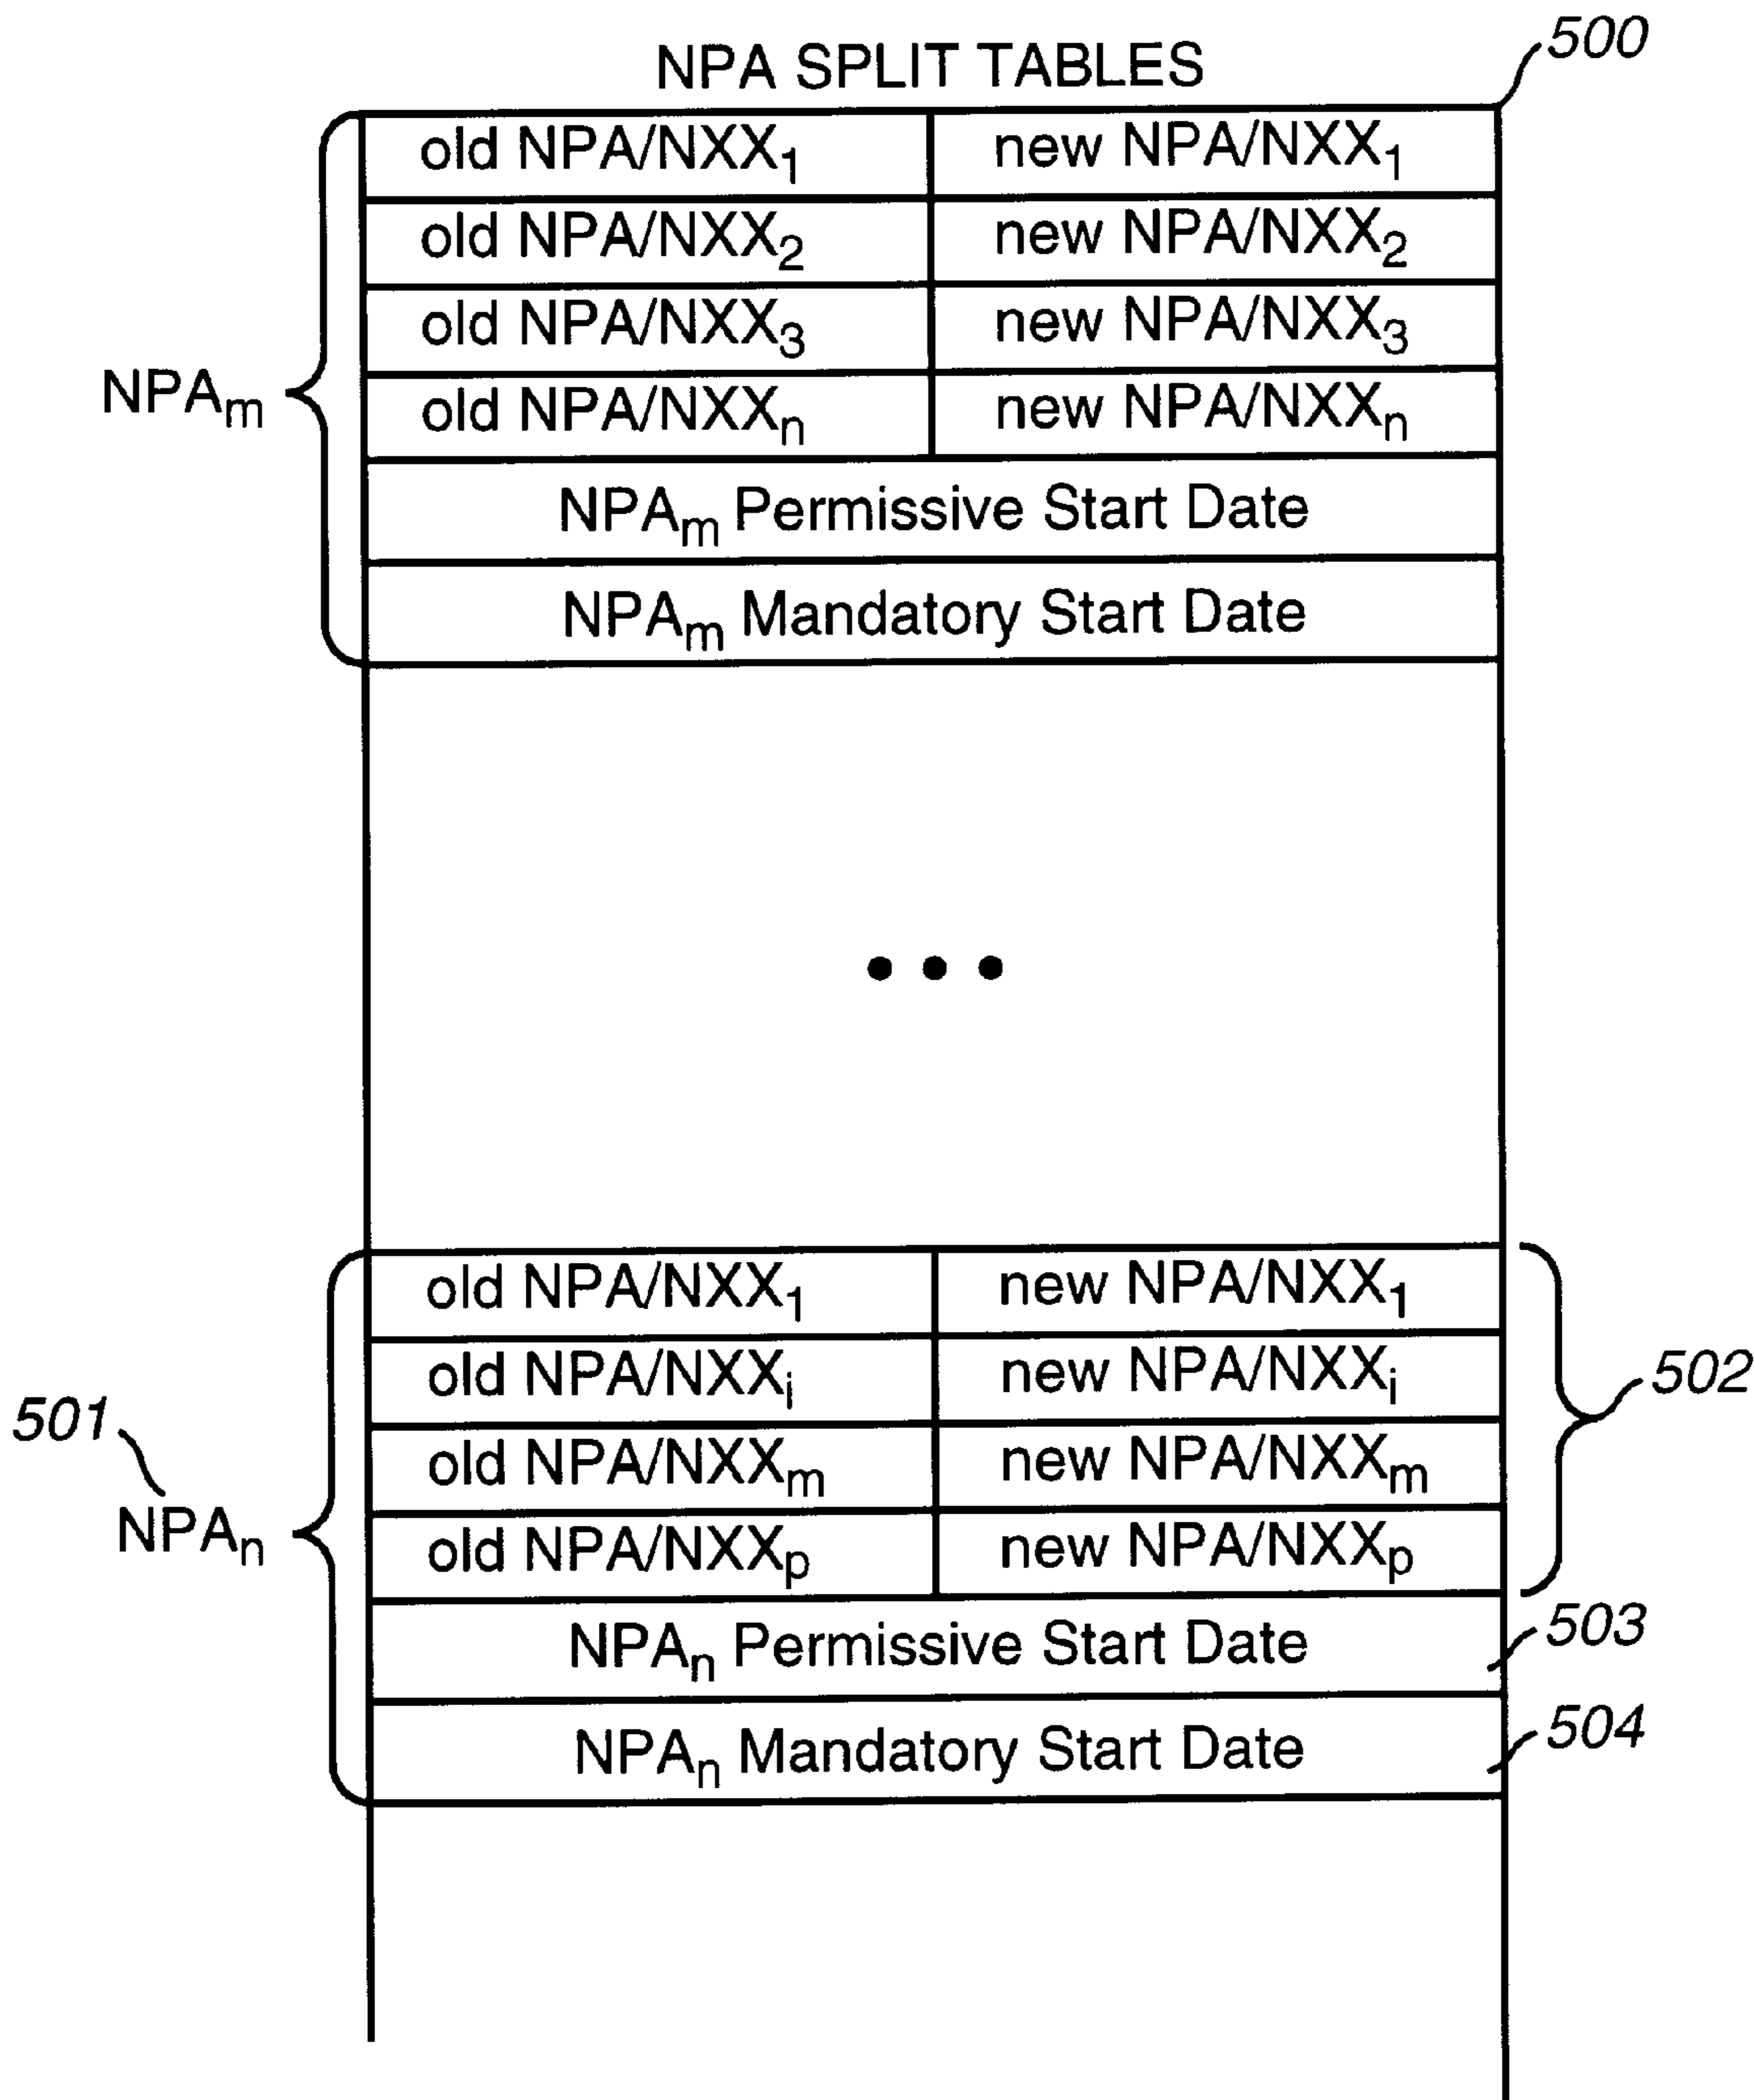 NPA SPLIT TABLES
500
old NPA/NXX₁ new NPA/NXX₁
old NPA/NXX₂ new NPA/NXX₂
old NPA/NXX₃ new NPA/NXX₃
NPAₘ
old NPA/NXXₙ new NPA/NXXₙ
NPAₘ Permissive Start Date
NPAₘ Mandatory Start Date
• • •
old NPA/NXX₁ new NPA/NXX₁
old NPA/NXXᵢ new NPA/NXXᵢ
502
501
old NPA/NXXₘ new NPA/NXXₘ
NPAₙ
old NPA/NXXₚ new NPA/NXXₚ
NPAₙ Permissive Start Date
503
NPAₙ Mandatory Start Date
504